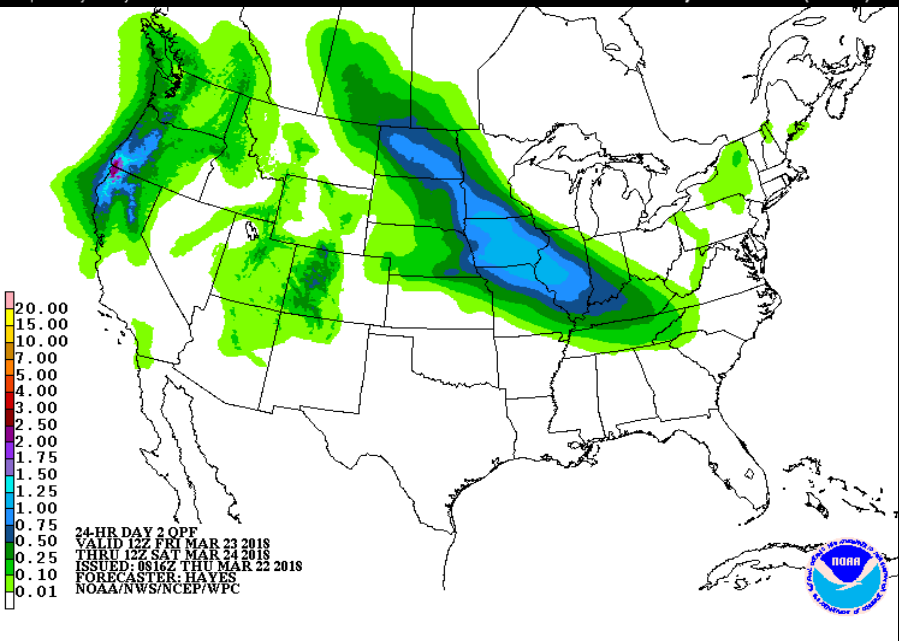 20.00
15.00
10.00
7.00
5.00
4.00
3.00
2.50
2.00
1.75
1.50
1.25
1.00
0.75
0.50
0.25
0.10
0.01
24-HR DAY 2 QPF
VALID 12Z FRI MAR 23 2018
THRU 12Z SAT MAR 24 2018
ISSUED: 0816Z THU MAR 22 2018
FORECASTER: HAYES
NOAA/NWS/NCEP/WPC
NOAA